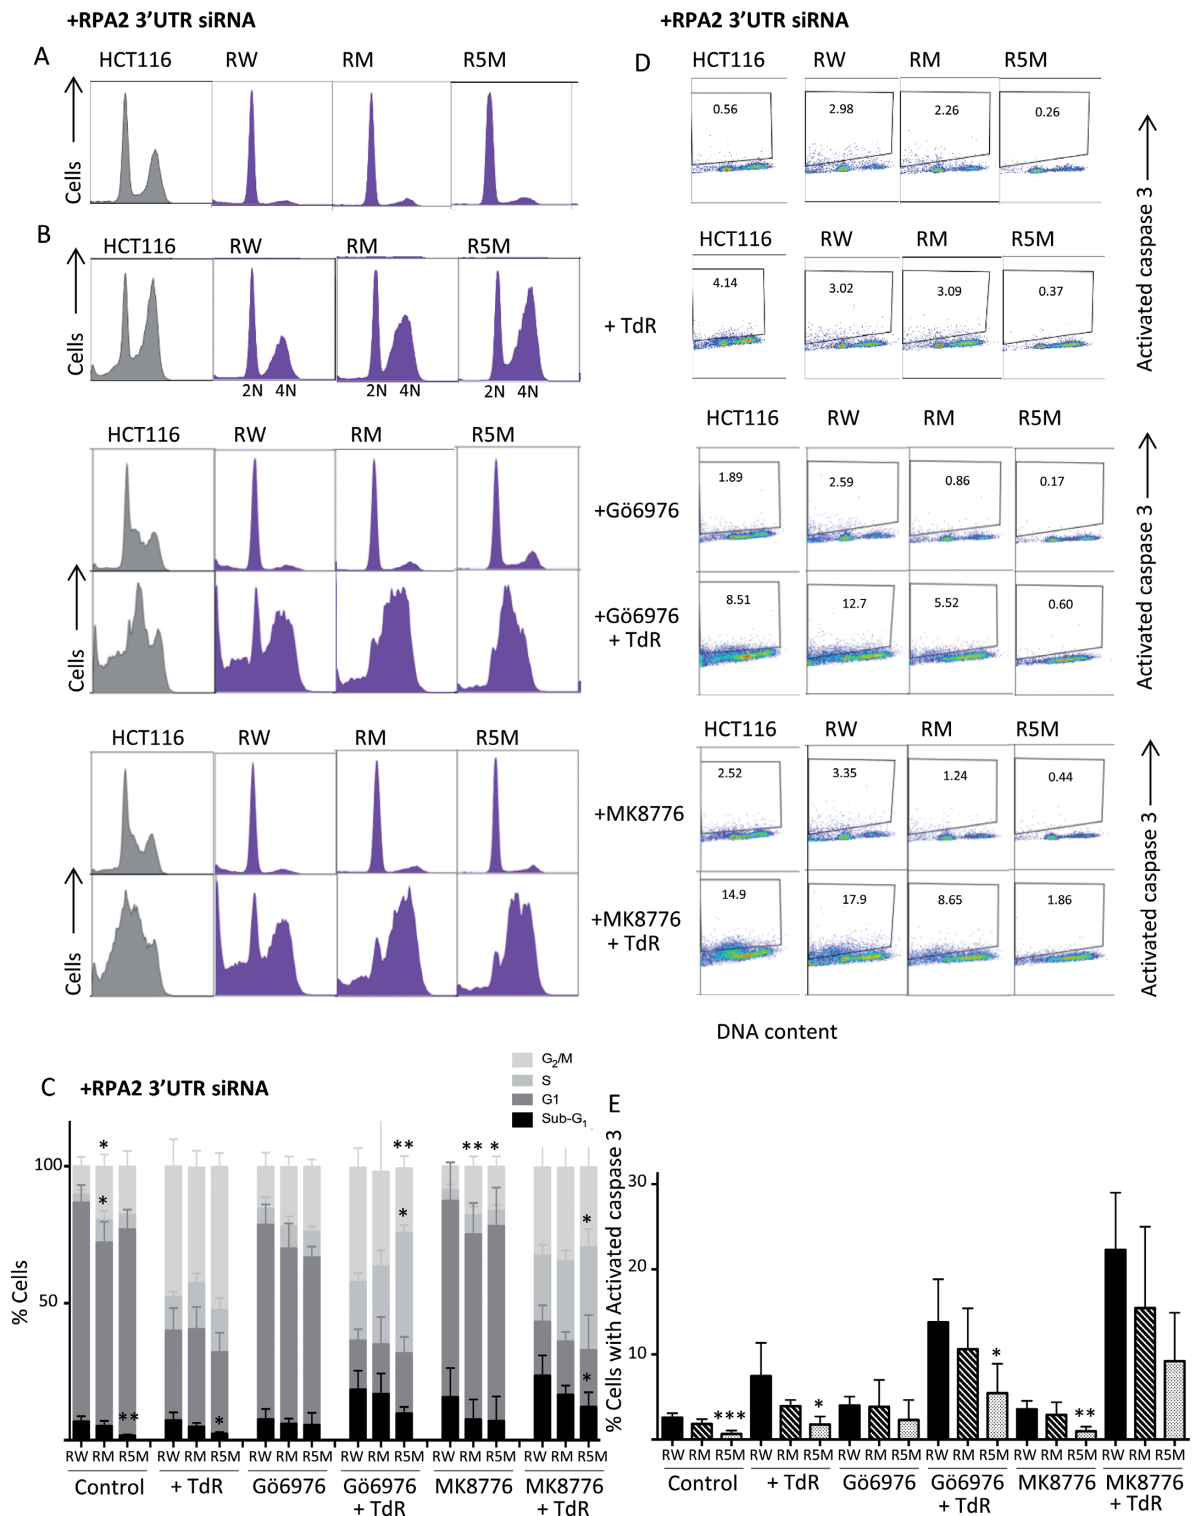 +RPA2 3'UTR siRNA
A
HCT116 RW RM R5M
Cells
B
HCT116 RW RM R5M
Cells
2N 4N 2N 4N 2N 4N
HCT116 RW RM R5M
Cells
HCT116 RW RM R5M
Cells
+RPA2 3'UTR siRNA
D
HCT116 RW RM R5M
0.56 2.98 2.26 0.26
HCT116 RW RM R5M
+ TdR
4.14 3.02 3.09 0.37
Activated caspase 3
HCT116 RW RM R5M
+Gö6976
1.89 2.59 0.86 0.17
+Gö6976
+ TdR
8.51 12.7 5.52 0.60
Activated caspase 3
HCT116 RW RM R5M
+MK8776
2.52 3.35 1.24 0.44
+MK8776
+ TdR
14.9 17.9 8.65 1.86
Activated caspase 3
DNA content
C +RPA2 3'UTR siRNA
G2/M
S
G1
Sub-G1
% Cells
100
50
* * ** * ** * ** * * *
RW RM R5M RW RM R5M RW RM R5M RW RM R5M RW RM R5M RW RM R5M
Control + TdR Gö6976 Gö6976 + TdR MK8776 MK8776 + TdR
E
% Cells with Activated caspase 3
30
20
10
*** * * **
RW RM R5M RW RM R5M RW RM R5M RW RM R5M RW RM R5M RW RM R5M
Control + TdR Gö6976 Gö6976 + TdR MK8776 MK8776 + TdR